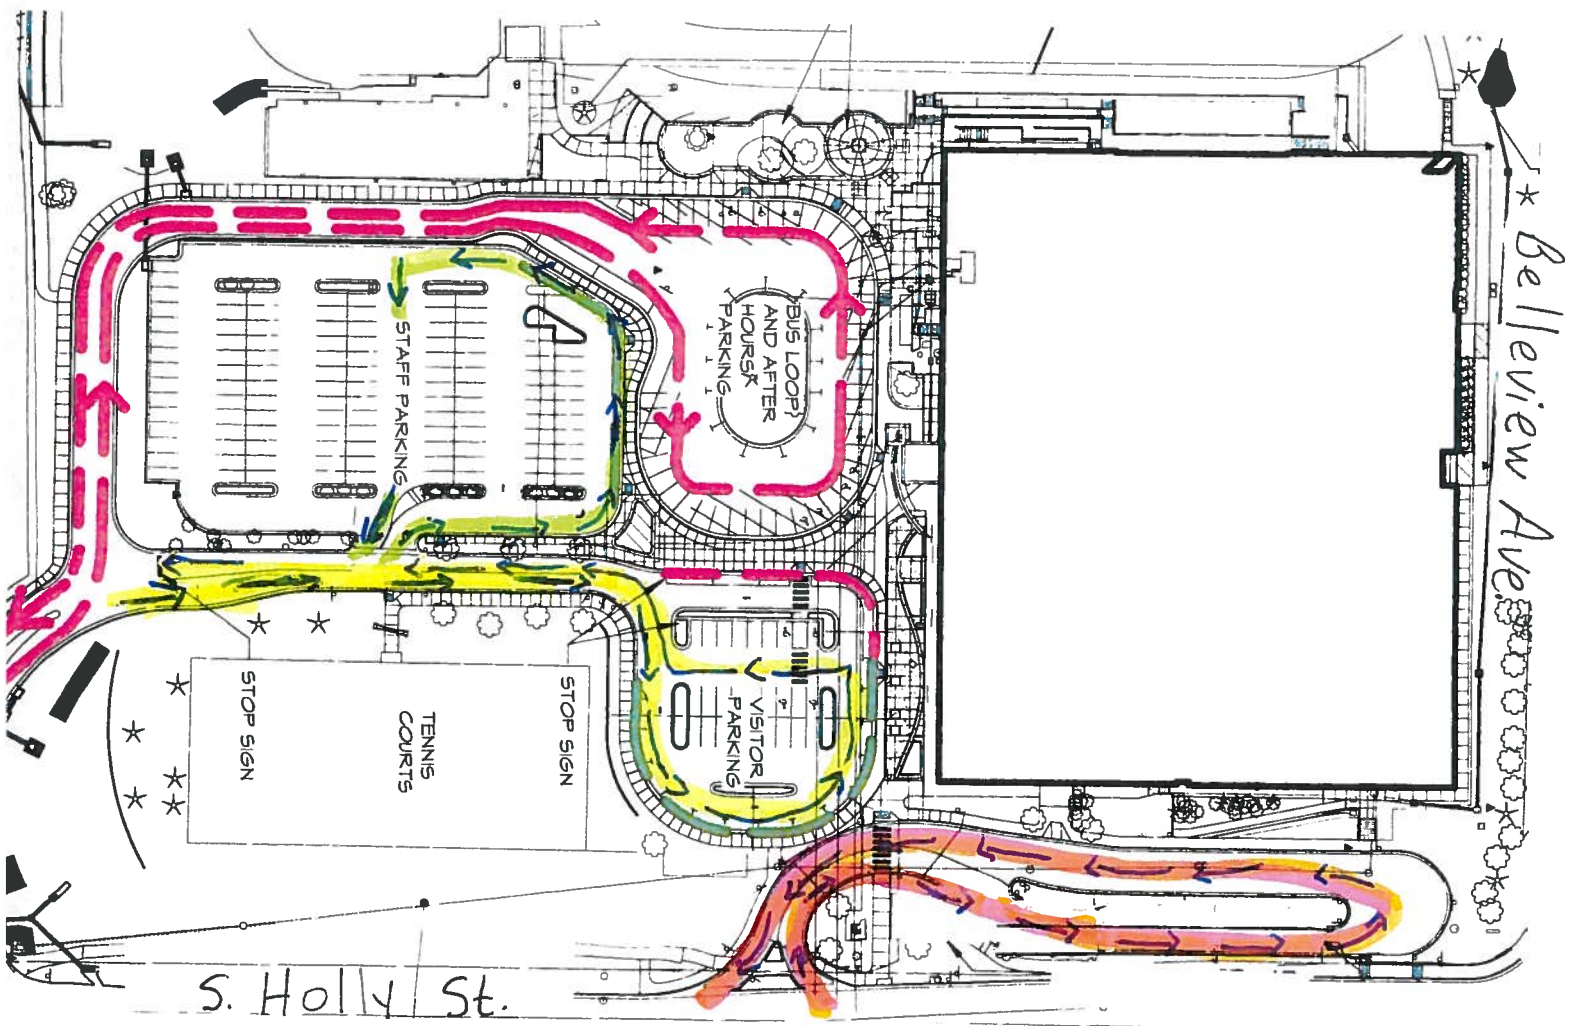 BUS LOOP/
AND AFTER
HOURS
PARKING
STAFF PARKING
VISITOR
PARKING
STOP SIGN
TENNIS
COURTS
STOP SIGN
Belleview Ave.
S. Holly St.